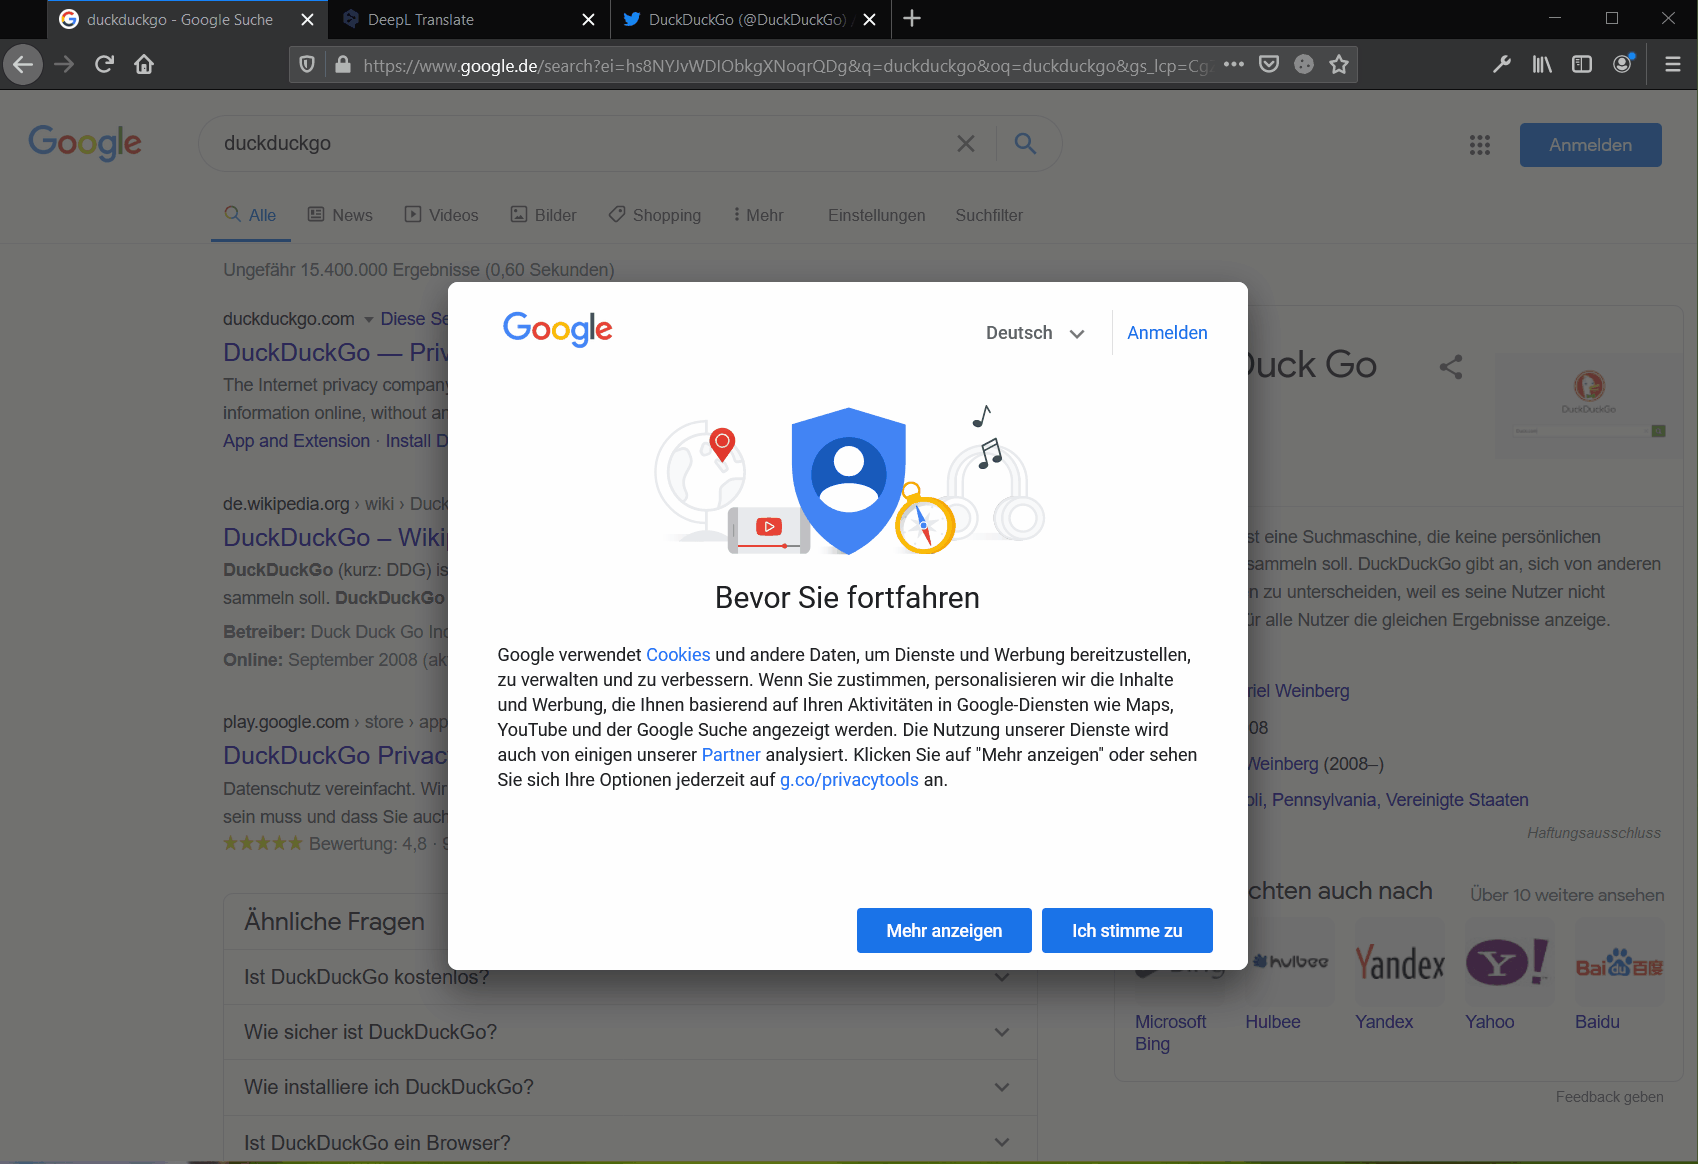 duckduckgo - Google Suche
DeepL Translate
DuckDuckGo (@DuckDuckGo)
https://www.google.de/search?ei=hs8NYJvWDIObkgXNoqrQDg&q=duckduckgo&oq=duckduckgo&gs_lcp=Cg
Google
duckduckgo
Anmelden
Alle
News
Videos
Bilder
Shopping
Mehr
Einstellungen
Suchfilter
Ungefähr 15.400.000 Ergebnisse (0,60 Sekunden)
duckduckgo.com
Diese Se
DuckDuckGo — Priv
The Internet privacy company
information online, without an
App and Extension · Install D
de.wikipedia.org › wiki › Duck
DuckDuckGo – Wiki
DuckDuckGo (kurz: DDG) is
sammeln soll. DuckDuckGo
Betreiber: Duck Duck Go Inc
Online: September 2008 (ak
play.google.com › store › app
DuckDuckGo Privac
Datenschutz vereinfacht. Wir
sein muss und dass Sie auch
Bewertung: 4,8 · 9
Ähnliche Fragen
Ist DuckDuckGo kostenlos?
Wie sicher ist DuckDuckGo?
Wie installiere ich DuckDuckGo?
Ist DuckDuckGo ein Browser?
Google
Deutsch
Anmelden
Bevor Sie fortfahren
Google verwendet Cookies und andere Daten, um Dienste und Werbung bereitzustellen,
zu verwalten und zu verbessern. Wenn Sie zustimmen, personalisieren wir die Inhalte
und Werbung, die Ihnen basierend auf Ihren Aktivitäten in Google-Diensten wie Maps,
YouTube und der Google Suche angezeigt werden. Die Nutzung unserer Dienste wird
auch von einigen unserer Partner analysiert. Klicken Sie auf "Mehr anzeigen" oder sehen
Sie sich Ihre Optionen jederzeit auf g.co/privacytools an.
Mehr anzeigen
Ich stimme zu
Duck Go
DuckDuckGo
st eine Suchmaschine, die keine persönlichen
sammeln soll. DuckDuckGo gibt an, sich von anderen
n zu unterscheiden, weil es seine Nutzer nicht
ür alle Nutzer die gleichen Ergebnisse anzeige.
riel Weinberg
08
Weinberg (2008–)
oli, Pennsylvania, Vereinigte Staaten
Haftungsausschluss
chten auch nach
Über 10 weitere ansehen
hulbee
Yandex
Y!
Bai 百度
Microsoft
Bing
Hulbee
Yandex
Yahoo
Baidu
Feedback geben